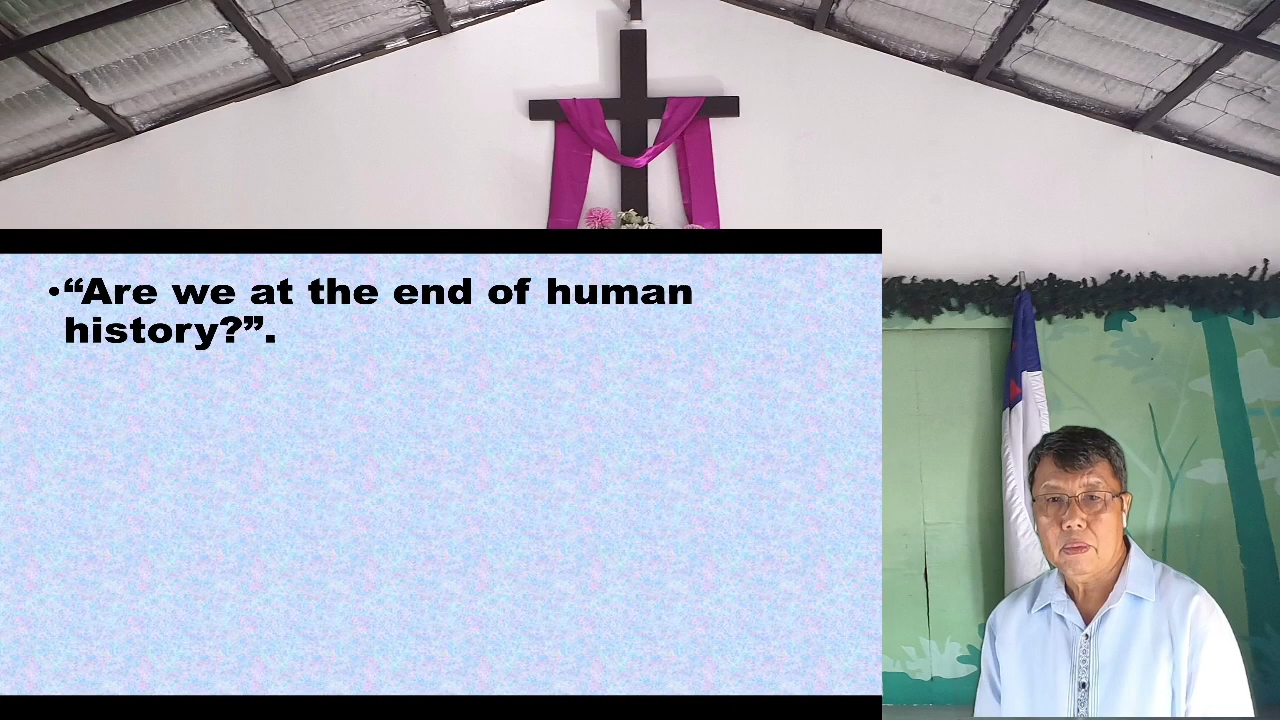 •“Are we at the end of human
history?”.